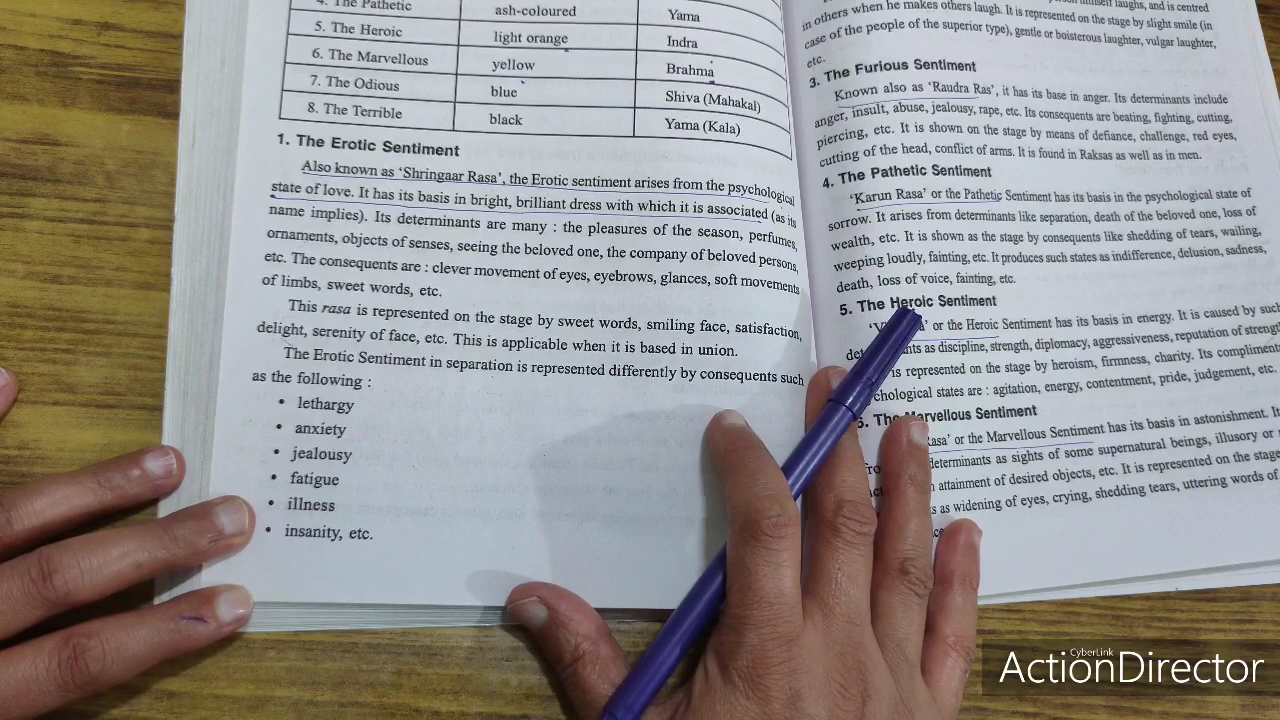 4. The Pathetic ash-coloured Yama
5. The Heroic light orange Indra
6. The Marvellous yellow Brahma
7. The Odious blue Shiva (Mahakal)
8. The Terrible black Yama (Kala)
1. The Erotic Sentiment
Also known as ‘Shringaar Rasa’, the Erotic sentiment arises from the psychological
state of love. It has its basis in bright, brilliant dress with which it is associated (as its
name implies). Its determinants are many : the pleasures of the season, perfumes,
ornaments, objects of senses, seeing the beloved one, the company of beloved persons,
etc. The consequents are : clever movement of eyes, eyebrows, glances, soft movements
of limbs, sweet words, etc.
This rasa is represented on the stage by sweet words, smiling face, satisfaction,
delight, serenity of face, etc. This is applicable when it is based in union.
The Erotic Sentiment in separation is represented differently by consequents such
as the following :
• lethargy
• anxiety
• jealousy
• fatigue
• illness
• insanity, etc.
himself laughs, and is centred
in others when he makes others laugh. It is represented on the stage by slight smile (in
case of the people of the superior type), gentle or boisterous laughter, vulgar laughter,
etc.
3. The Furious Sentiment
Known also as ‘Raudra Ras’, it has its base in anger. Its determinants include
anger, insult, abuse, jealousy, rape, etc. Its consequents are beating, fighting, cutting,
piercing, etc. It is shown on the stage by means of defiance, challenge, red eyes,
cutting of the head, conflict of arms. It is found in Raksas as well as in men.
4. The Pathetic Sentiment
‘Karun Rasa’ or the Pathetic Sentiment has its basis in the psychological state of
sorrow. It arises from determinants like separation, death of the beloved one, loss of
wealth, etc. It is shown as the stage by consequents like shedding of tears, wailing,
weeping loudly, fainting, etc. It produces such states as indifference, delusion, sadness,
death, loss of voice, fainting, etc.
5. The Heroic Sentiment
or the Heroic Sentiment has its basis in energy. It is caused by such
as discipline, strength, diplomacy, aggressiveness, reputation of strength
is represented on the stage by heroism, firmness, charity. Its
states are : agitation, energy, contentment, pride, judgement, etc.
The Marvellous Sentiment
or the Marvellous Sentiment has its basis in astonishment.
determinants as sights of some supernatural beings, illusory or
attainment of desired objects, etc. It is represented on the stage
as widening of eyes, crying, shedding tears, uttering words of
CyberLink
ActionDirector